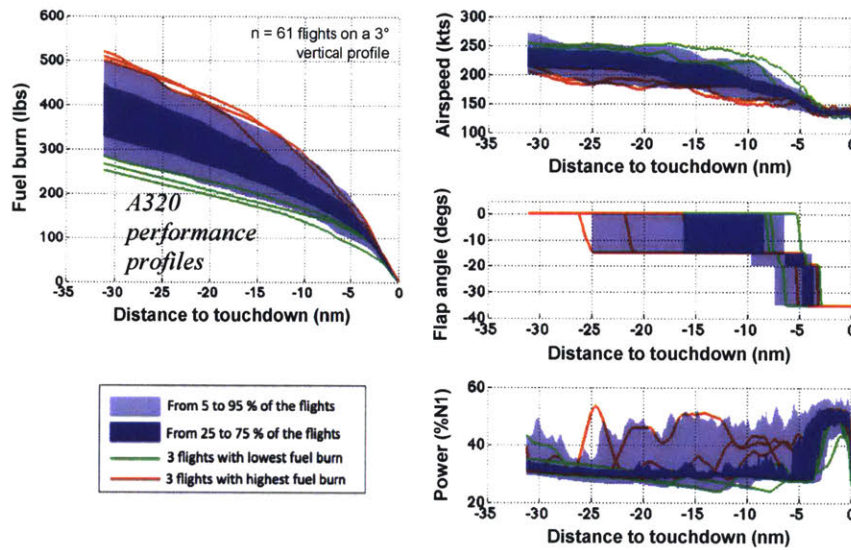 n = 61 flights on a 3°
vertical profile
Fuel burn (lbs)
600
500
400
300
200
100
0
A320
performance
profiles
-35 -30 -25 -20 -15 -10 -5 0
Distance to touchdown (nm)
From 5 to 95 % of the flights
From 25 to 75 % of the flights
3 flights with lowest fuel burn
3 flights with highest fuel burn
Airspeed (kts)
300
250
200
150
100
-35 -30 -25 -20 -15 -10 -5 0
Distance to touchdown (nm)
Flap angle (degs)
0
-10
-20
-30
-40
-35 -30 -25 -20 -15 -10 -5 0
Distance to touchdown (nm)
Power (%N1)
60
40
20
-35 -30 -25 -20 -15 -10 -5 0
Distance to touchdown (nm)